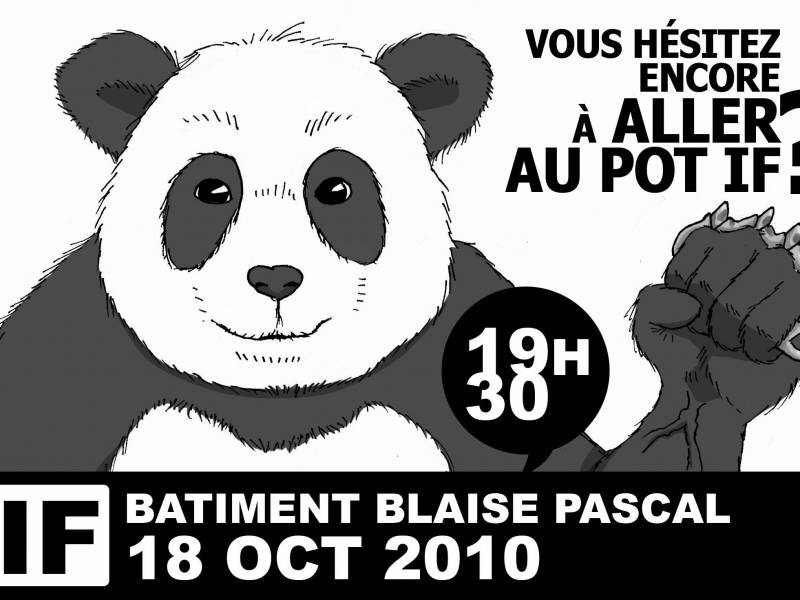 VOUS HÉSITEZ
ENCORE
À ALLER
AU POT IF ?
19H
30
IF
BATIMENT BLAISE PASCAL
18 OCT 2010